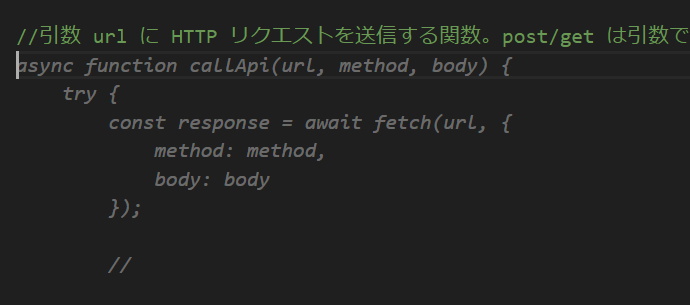 //引数 url に HTTP リクエストを送信する関数。post/get は引数で
async function callApi(url, method, body) {
    try {
        const response = await fetch(url, {
            method: method,
            body: body
        });
        //